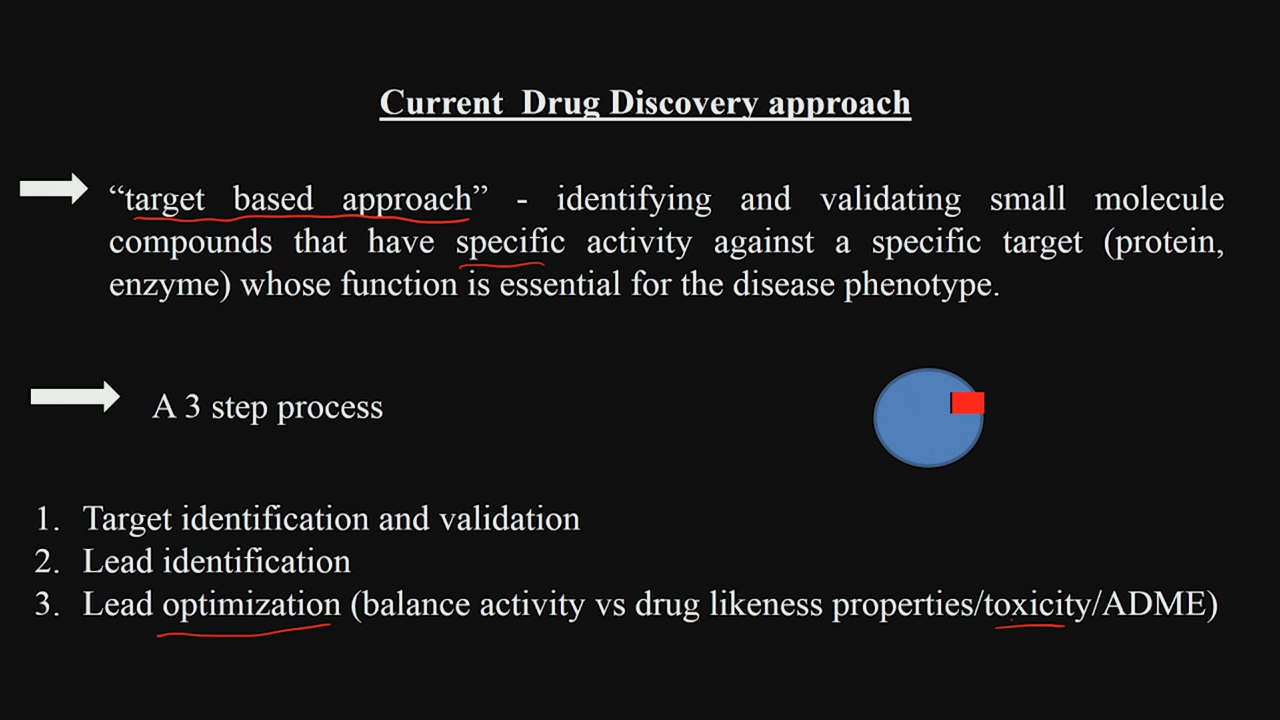 Current Drug Discovery approach
“target based approach” - identifying and validating small molecule
compounds that have specific activity against a specific target (protein,
enzyme) whose function is essential for the disease phenotype.
A 3 step process
1. Target identification and validation
2. Lead identification
3. Lead optimization (balance activity vs drug likeness properties/toxicity/ADME)